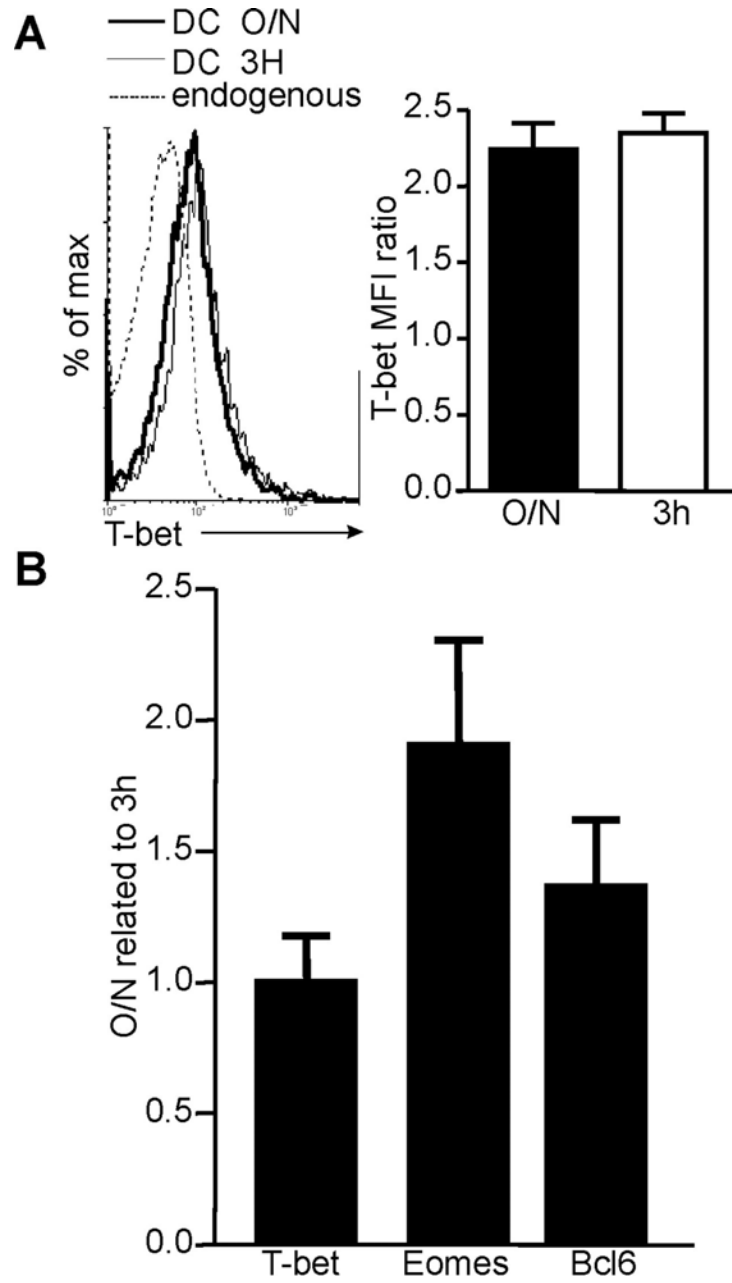 A
DC O/N
DC 3H
endogenous
% of max
T-bet
T-bet MFI ratio
2.5
2.0
1.5
1.0
0.5
0.0
O/N 3h
B
O/N related to 3h
2.5
2.0
1.5
1.0
0.5
0.0
T-bet Eomes Bcl6